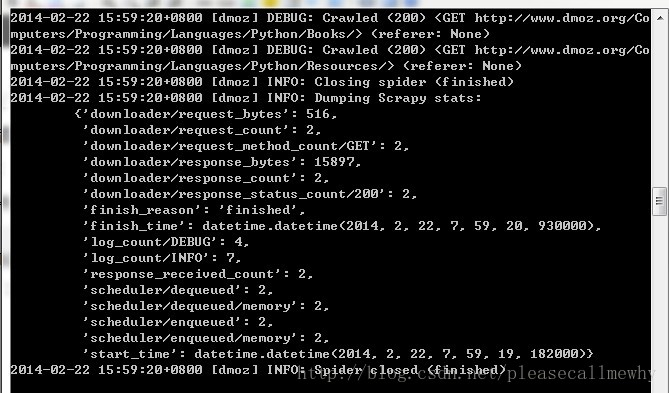 2014-02-22 15:59:20+0800 [dmoz] DEBUG: Crawled (200) <GET http://www.dmoz.org/Co
mputers/Programming/Languages/Python/Books/> (referer: None)
2014-02-22 15:59:20+0800 [dmoz] DEBUG: Crawled (200) <GET http://www.dmoz.org/Co
mputers/Programming/Languages/Python/Resources/> (referer: None)
2014-02-22 15:59:20+0800 [dmoz] INFO: Closing spider (finished)
2014-02-22 15:59:20+0800 [dmoz] INFO: Dumping Scrapy stats:
{'downloader/request_bytes': 516,
'downloader/request_count': 2,
'downloader/request_method_count/GET': 2,
'downloader/response_bytes': 15897,
'downloader/response_count': 2,
'downloader/response_status_count/200': 2,
'finish_reason': 'finished',
'finish_time': datetime.datetime(2014, 2, 22, 7, 59, 20, 930000),
'log_count/DEBUG': 4,
'log_count/INFO': 7,
'response_received_count': 2,
'scheduler/dequeued': 2,
'scheduler/dequeued/memory': 2,
'scheduler/enqueued': 2,
'scheduler/enqueued/memory': 2,
'start_time': datetime.datetime(2014, 2, 22, 7, 59, 19, 182000)}
2014-02-22 15:59:20+0800 [dmoz] INFO: Spider closed (finished)
http://blog.csdn.net/pleasecallmewhy